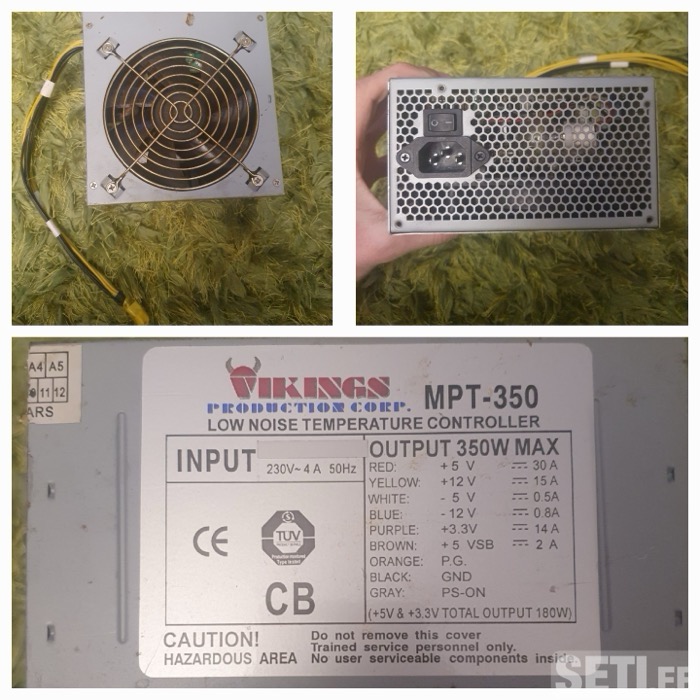 A4 A5
11 12
ARS
VIKINGS
PRODUCTION CORP.
MPT-350
LOW NOISE TEMPERATURE CONTROLLER
INPUT 230V~ 4 A 50Hz
OUTPUT 350W MAX
RED: +5 V 30 A
YELLOW: +12 V 15 A
WHITE: - 5 V 0.5A
BLUE: - 12 V 0.8A
PURPLE: +3.3V 14 A
BROWN: +5 VSB 2 A
ORANGE: P.G.
BLACK: GND
GRAY: PS-ON
(+5V & +3.3V TOTAL OUTPUT 180W)
CE
TUV
CB
CAUTION!
HAZARDOUS AREA
Do not remove this cover
Trained service personnel only.
No user serviceable components inside.